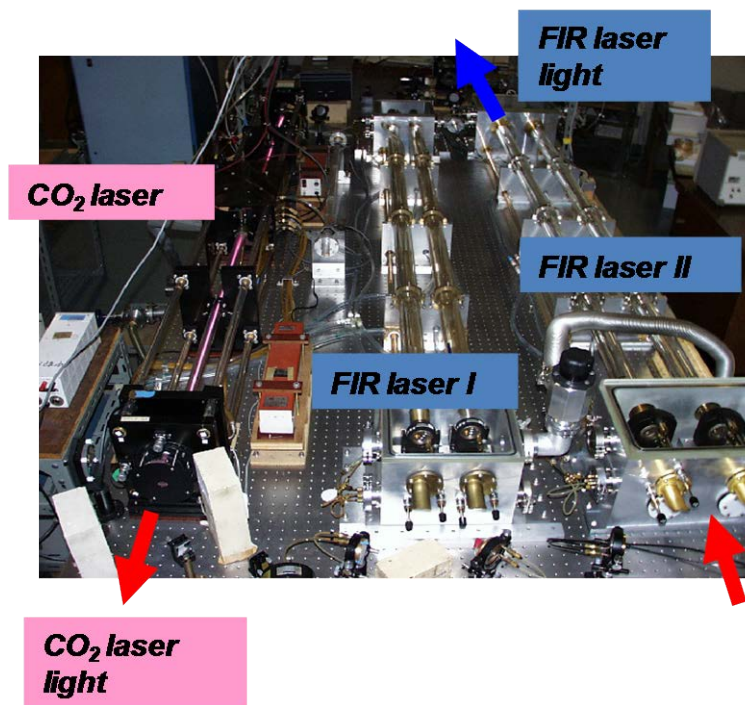 FIR laser
light
CO₂ laser
FIR laser II
FIR laser I
CO₂ laser
light